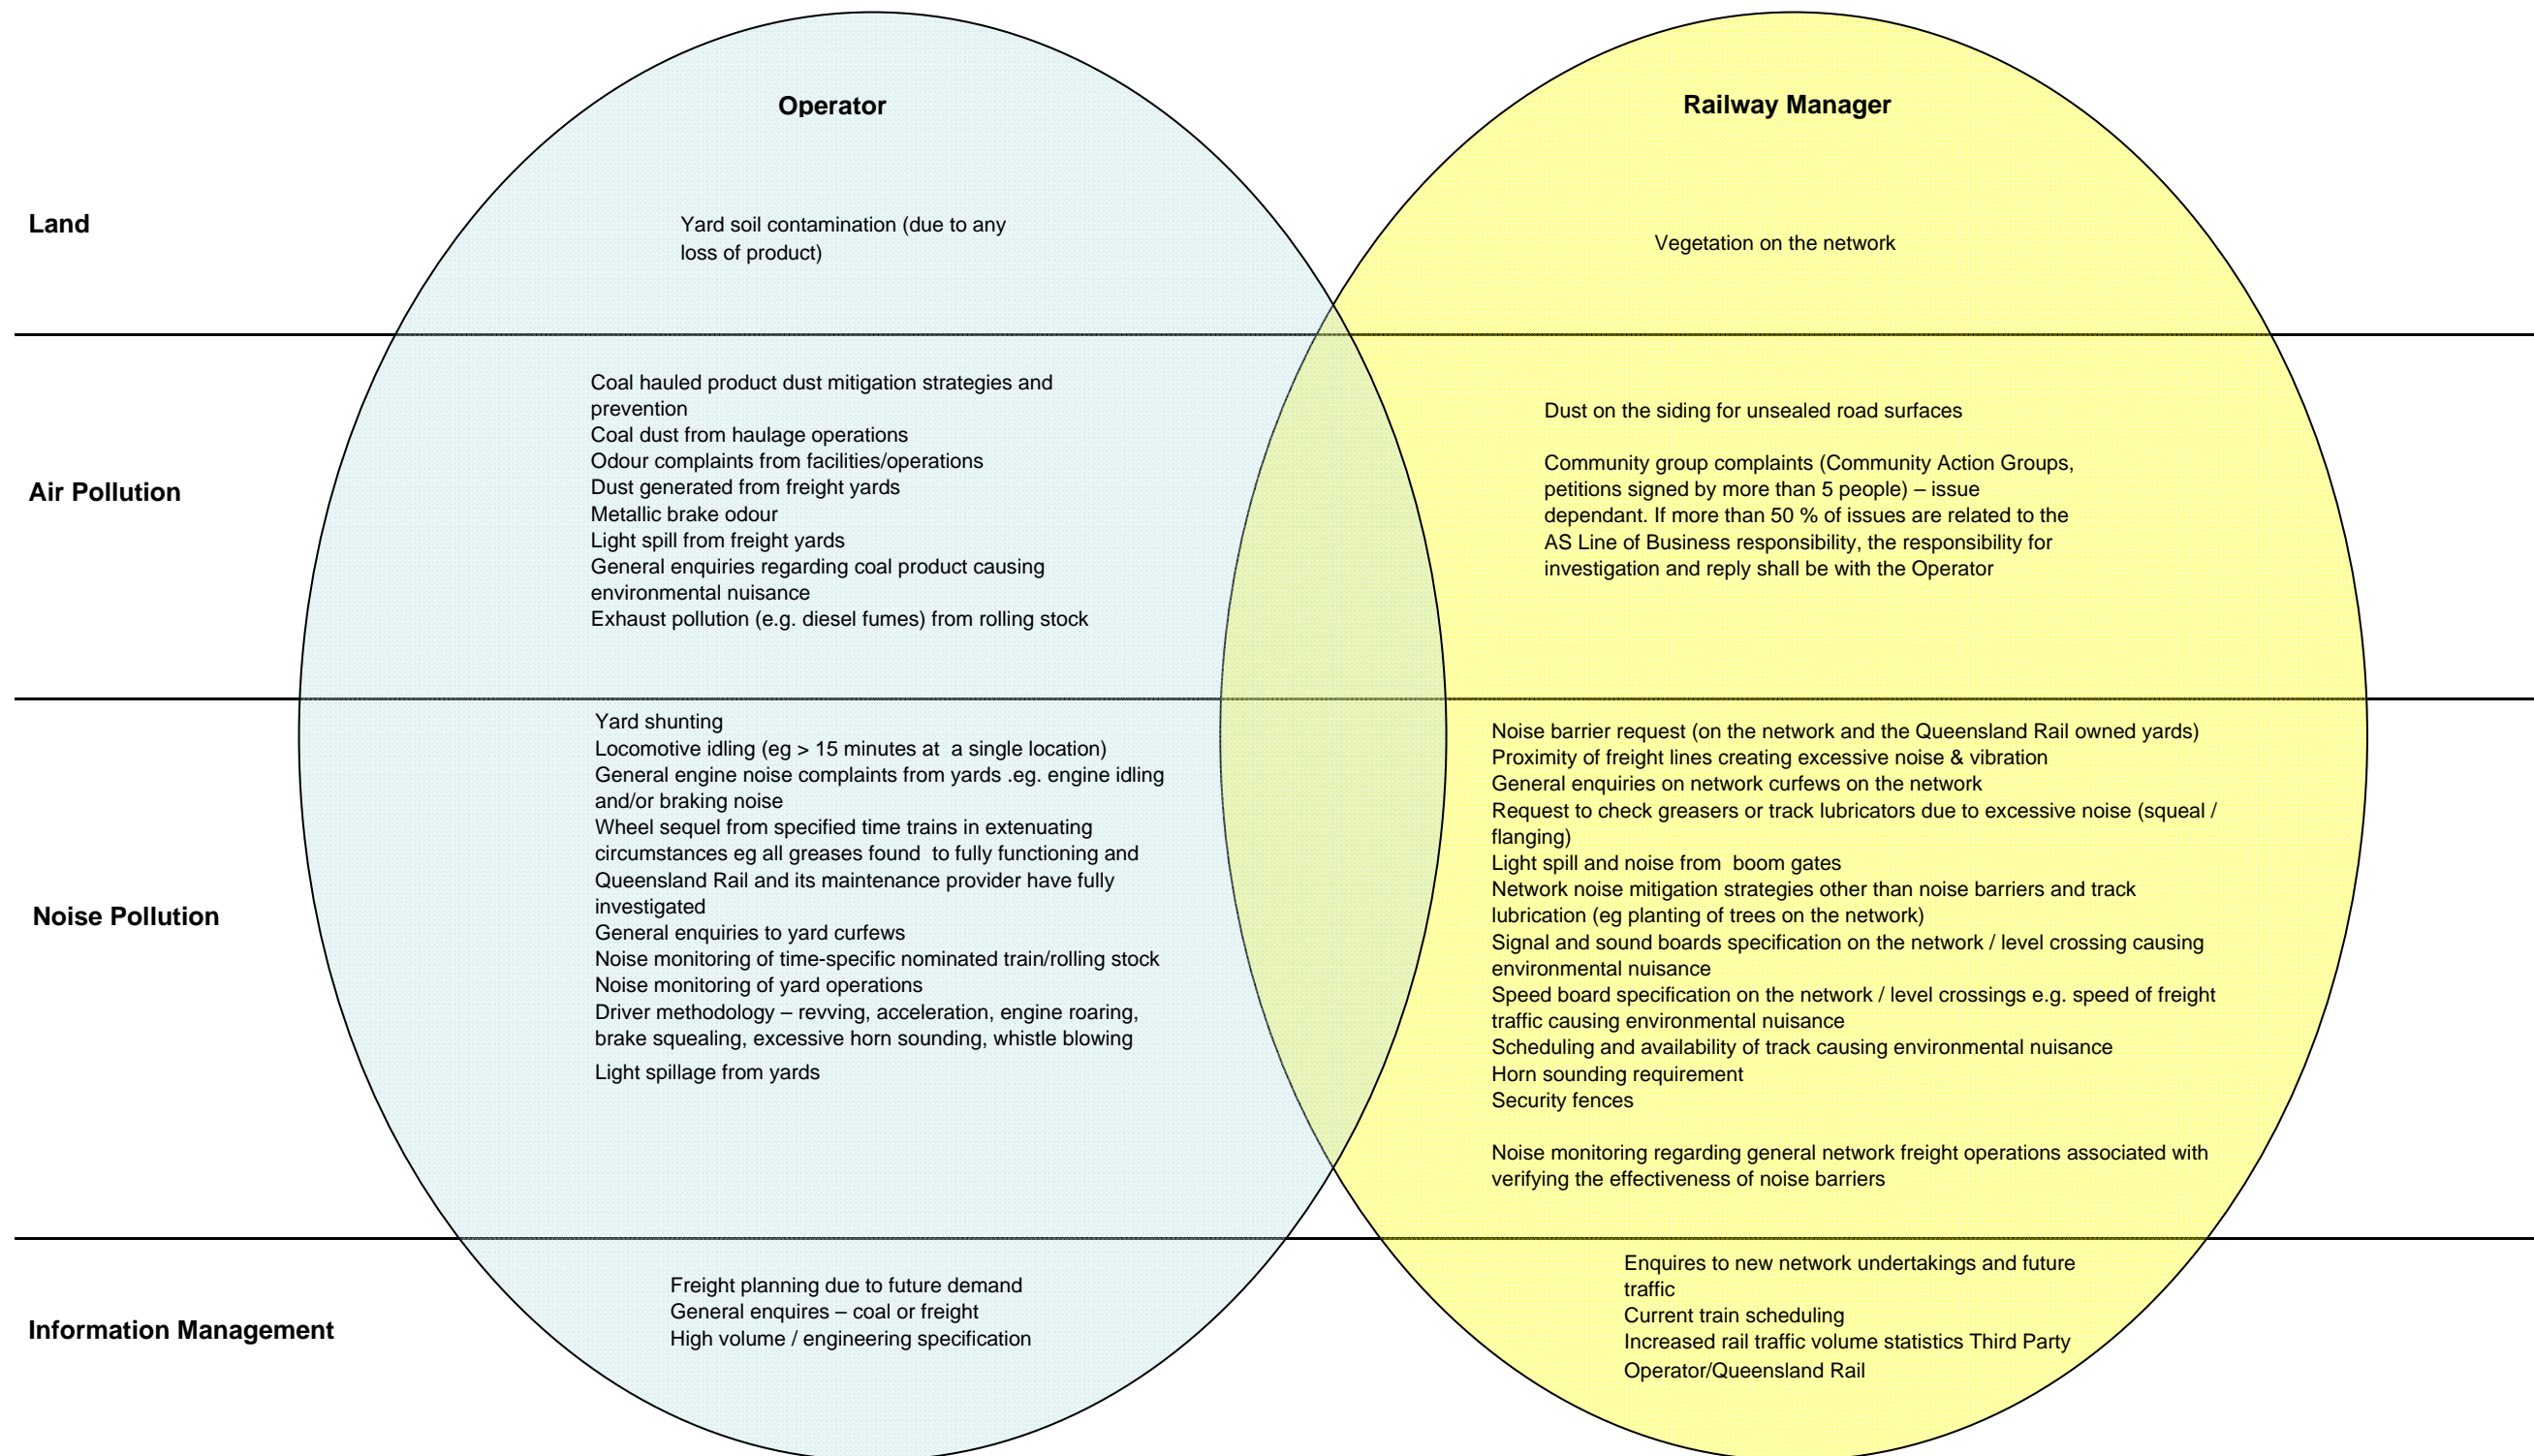 Operator
Railway Manager
Land
Yard soil contamination (due to any
loss of product)
Vegetation on the network
Air Pollution
Coal hauled product dust mitigation strategies and
prevention
Coal dust from haulage operations
Odour complaints from facilities/operations
Dust generated from freight yards
Metallic brake odour
Light spill from freight yards
General enquiries regarding coal product causing
environmental nuisance
Exhaust pollution (e.g. diesel fumes) from rolling stock
Dust on the siding for unsealed road surfaces
Community group complaints (Community Action Groups,
petitions signed by more than 5 people) – issue
dependant. If more than 50 % of issues are related to the
AS Line of Business responsibility, the responsibility for
investigation and reply shall be with the Operator
Noise Pollution
Yard shunting
Locomotive idling (eg > 15 minutes at  a single location)
General engine noise complaints from yards .eg. engine idling
and/or braking noise
Wheel sequel from specified time trains in extenuating
circumstances eg all greases found  to fully functioning and
Queensland Rail and its maintenance provider have fully
investigated
General enquiries to yard curfews
Noise monitoring of time-specific nominated train/rolling stock
Noise monitoring of yard operations
Driver methodology – revving, acceleration, engine roaring,
brake squealing, excessive horn sounding, whistle blowing
Light spillage from yards
Noise barrier request (on the network and the Queensland Rail owned yards)
Proximity of freight lines creating excessive noise & vibration
General enquiries on network curfews on the network
Request to check greasers or track lubricators due to excessive noise (squeal /
flanging)
Light spill and noise from  boom gates
Network noise mitigation strategies other than noise barriers and track
lubrication (eg planting of trees on the network)
Signal and sound boards specification on the network / level crossing causing
environmental nuisance
Speed board specification on the network / level crossings e.g. speed of freight
traffic causing environmental nuisance
Scheduling and availability of track causing environmental nuisance
Horn sounding requirement
Security fences
Noise monitoring regarding general network freight operations associated with
verifying the effectiveness of noise barriers
Information Management
Freight planning due to future demand
General enquires – coal or freight
High volume / engineering specification
Enquires to new network undertakings and future
traffic
Current train scheduling
Increased rail traffic volume statistics Third Party
Operator/Queensland Rail